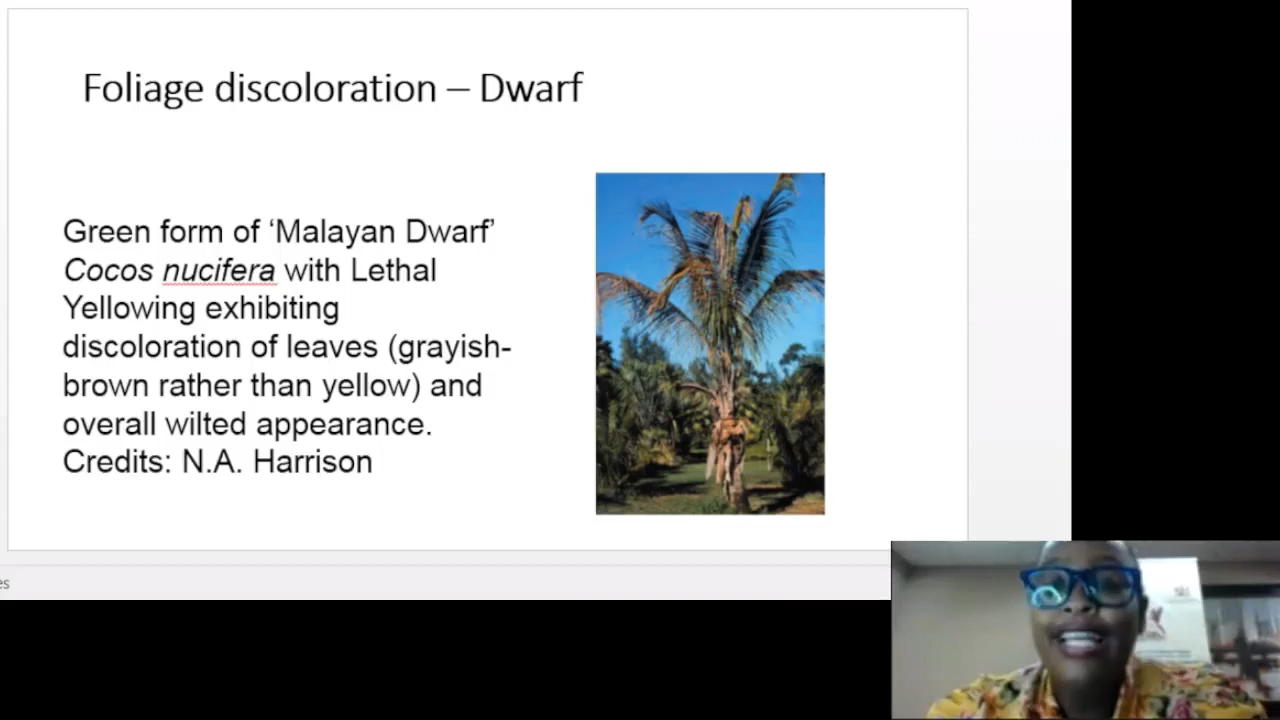 Foliage discoloration – Dwarf
Green form of ‘Malayan Dwarf’
Cocos nucifera with Lethal
Yellowing exhibiting
discoloration of leaves (grayish-
brown rather than yellow) and
overall wilted appearance.
Credits: N.A. Harrison
es